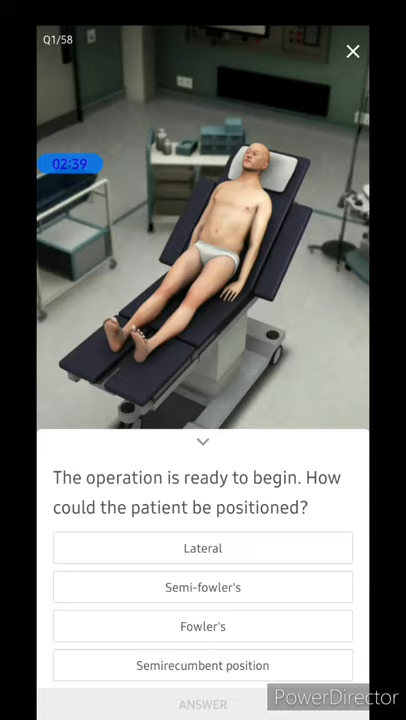 Q1/58
02:39
The operation is ready to begin. How
could the patient be positioned?
Lateral
Semi-fowler's
Fowler's
Semirecumbent position
ANSWER
PowerDirector